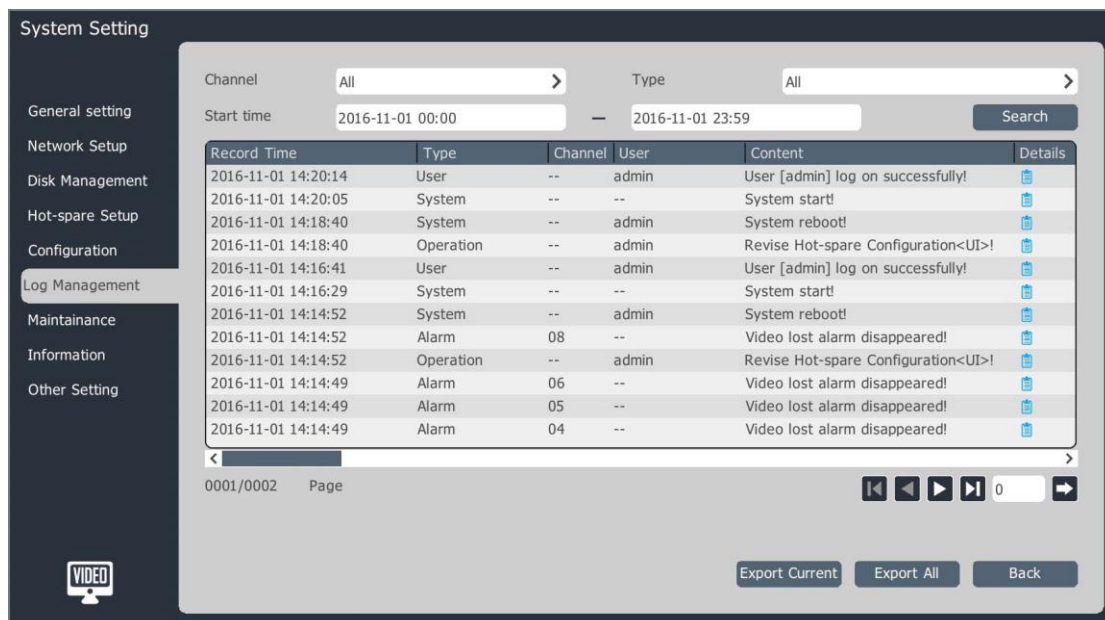 System Setting
Channel All Type All
General setting
Start time 2016-11-01 00:00 — 2016-11-01 23:59 Search
Network Setup
Disk Management
Hot-spare Setup
Configuration
Log Management
Maintainance
Information
Other Setting
Record Time Type Channel User Content Details
2016-11-01 14:20:14 User -- admin User [admin] log on successfully!
2016-11-01 14:20:05 System -- -- System start!
2016-11-01 14:18:40 System -- admin System reboot!
2016-11-01 14:18:40 Operation -- admin Revise Hot-spare Configuration<UI>!
2016-11-01 14:16:41 User -- admin User [admin] log on successfully!
2016-11-01 14:16:29 System -- -- System start!
2016-11-01 14:14:52 System -- admin System reboot!
2016-11-01 14:14:52 Alarm 08 -- Video lost alarm disappeared!
2016-11-01 14:14:52 Operation -- admin Revise Hot-spare Configuration<UI>!
2016-11-01 14:14:49 Alarm 06 -- Video lost alarm disappeared!
2016-11-01 14:14:49 Alarm 05 -- Video lost alarm disappeared!
2016-11-01 14:14:49 Alarm 04 -- Video lost alarm disappeared!
0001/0002 Page 0
VIDEO
Export Current Export All Back